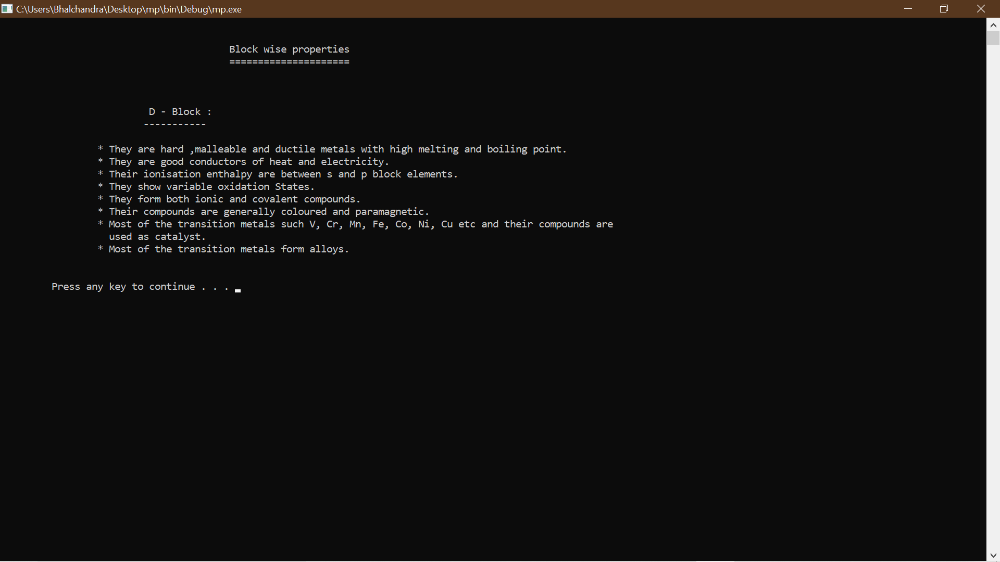 C:\Users\Bhalchandra\Desktop\mp\bin\Debug\mp.exe
Block wise properties
=====================
D - Block :
-----------
* They are hard ,malleable and ductile metals with high melting and boiling point.
* They are good conductors of heat and electricity.
* Their ionisation enthalpy are between s and p block elements.
* They show variable oxidation States.
* They form both ionic and covalent compounds.
* Their compounds are generally coloured and paramagnetic.
* Most of the transition metals such V, Cr, Mn, Fe, Co, Ni, Cu etc and their compounds are
used as catalyst.
* Most of the transition metals form alloys.
Press any key to continue . . .